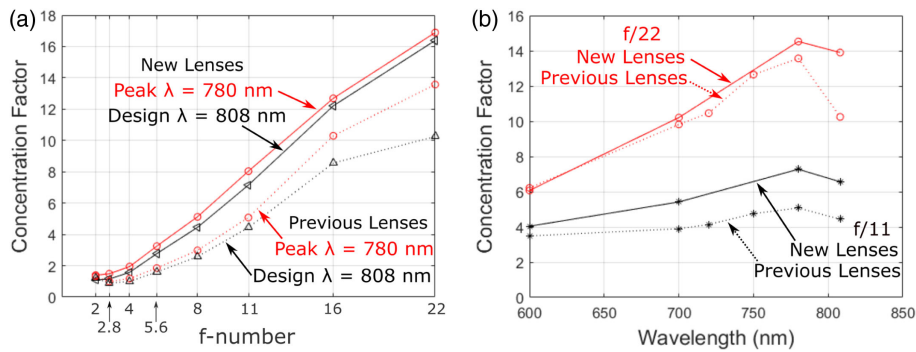 (a)
Concentration Factor
18
16
14
12
10
8
6
4
2
0
New Lenses
Peak λ = 780 nm
Design λ = 808 nm
Previous Lenses
Peak λ = 780 nm
Design λ = 808 nm
2 4 8 11 16 22
2.8 5.6
f-number
(b)
Concentration Factor
16
14
12
10
8
6
4
2
0
f/22
New Lenses
Previous Lenses
f/11
New Lenses
Previous Lenses
600 650 700 750 800 850
Wavelength (nm)